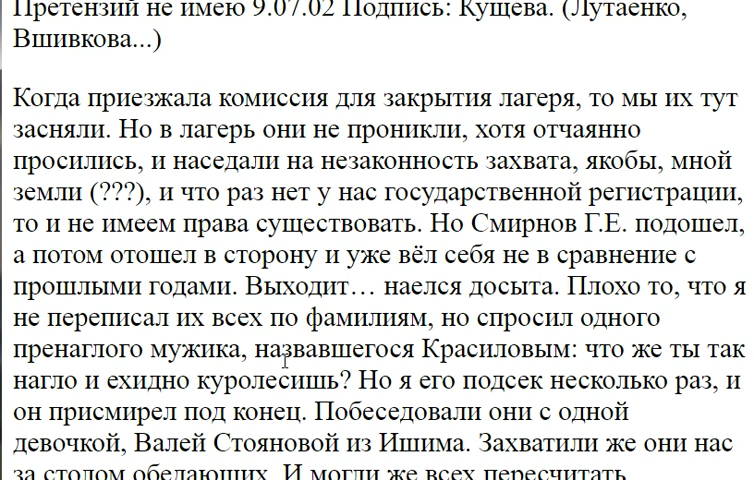 Претензий не имею 9.07.02 Подпись: Кущева. (Лутаенко,
Вшивкова...)
Когда приезжала комиссия для закрытия лагеря, то мы их тут
засняли. Но в лагерь они не проникли, хотя отчаянно
просились, и наседали на незаконность захвата, якобы, мной
земли (???), и что раз нет у нас государственной регистрации,
то и не имеем права существовать. Но Смирнов Г.Е. подошел,
а потом отошел в сторону и уже вёл себя не в сравнение с
прошлыми годами. Выходит… наелся досыта. Плохо то, что я
не переписал их всех по фамилиям, но спросил одного
пренаглого мужика, назвавшегося Красиловым: что же ты так
нагло и ехидно куролесишь? Но я его подсек несколько раз, и
он присмирел под конец. Побеседовали они с одной
девочкой, Валей Стояновой из Ишима. Захватили же они нас
за столом обедающих. И могли же всех пересчитать